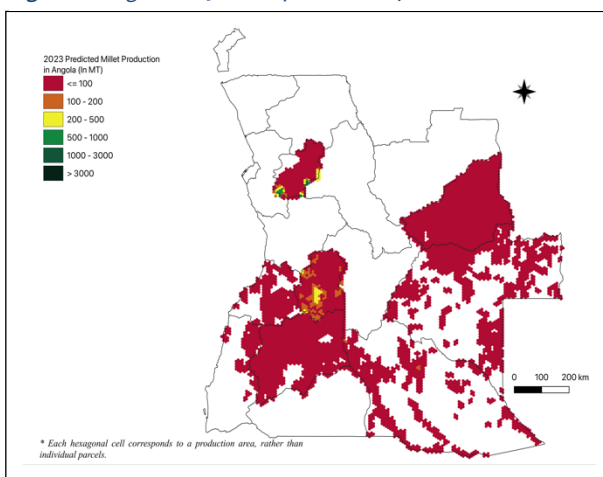 2023 Predicted Millet Production
in Angola (In MT)
<= 100
100 - 200
200 - 500
500 - 1000
1000 - 3000
> 3000
0 100 200 km
* Each hexagonal cell corresponds to a production area, rather than
individual parcels.